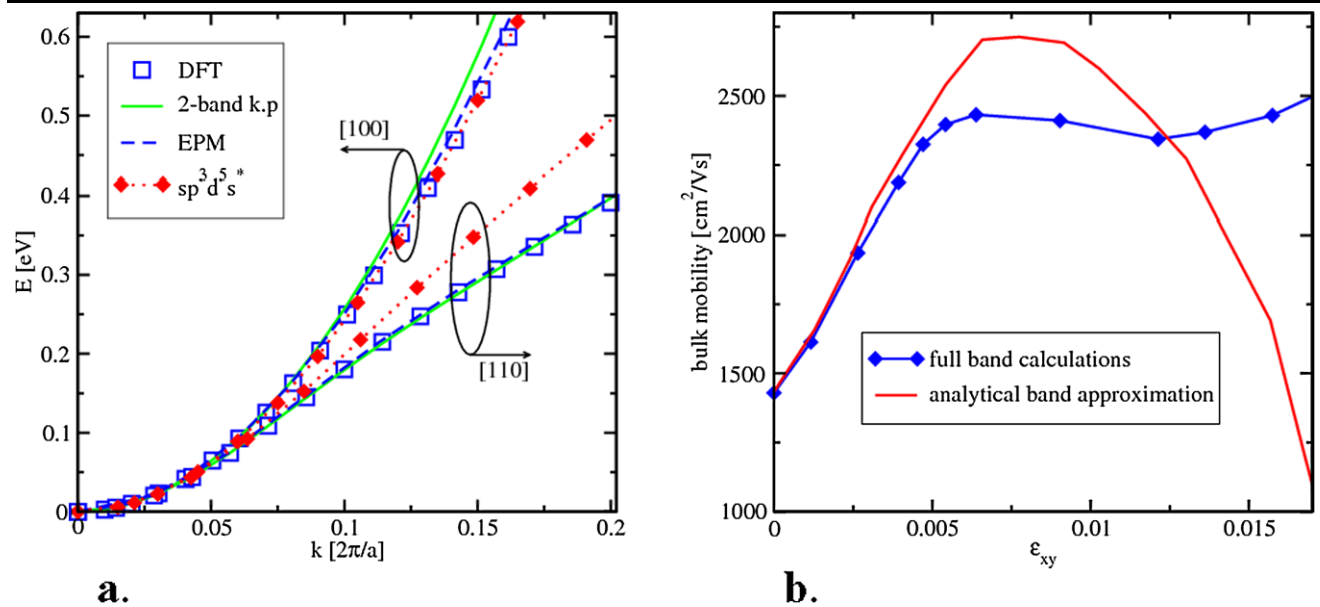 0.6
0.5
0.4
0.3
0.2
0.1
0
E [eV]
DFT
2-band k.p
EPM
sp³d⁵s*
[100]
[110]
0
0.05
0.1
0.15
0.2
k [2π/a]
a.
2500
2000
1500
1000
bulk mobility [cm²/Vs]
full band calculations
analytical band approximation
0
0.005
0.01
0.015
εxy
b.